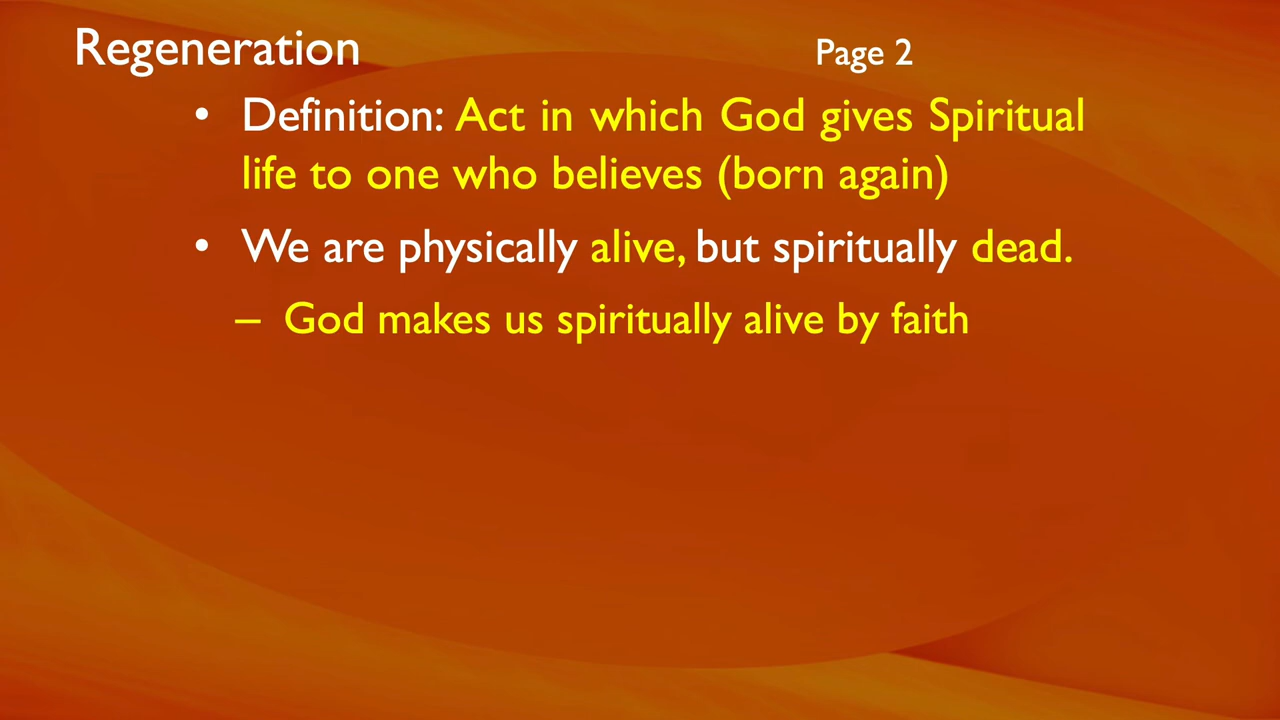 Regeneration Page 2
• Definition: Act in which God gives Spiritual
life to one who believes (born again)
• We are physically alive, but spiritually dead.
– God makes us spiritually alive by faith